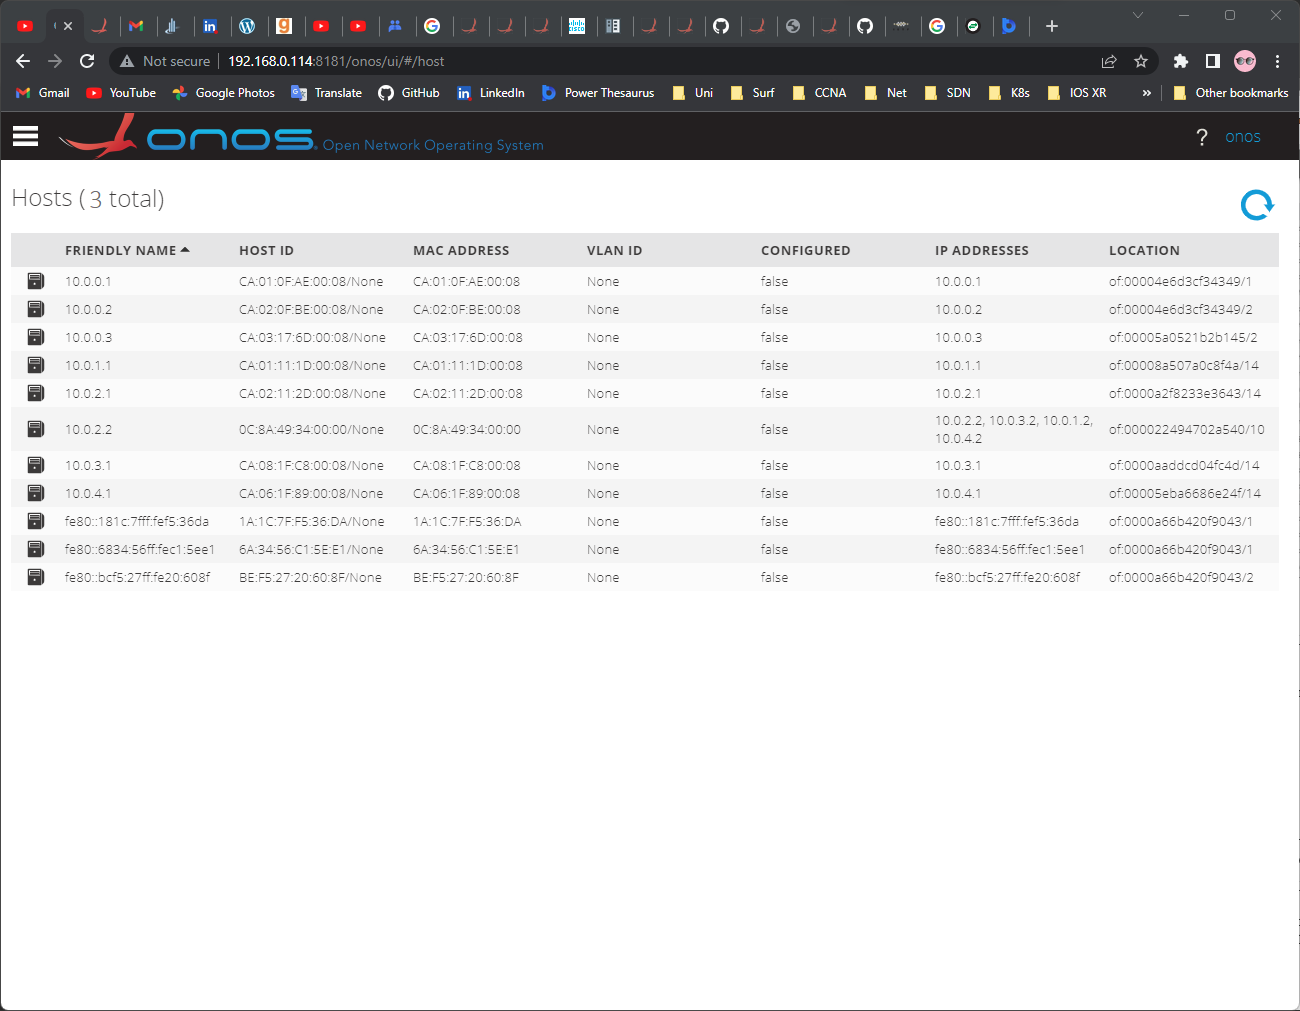 Not secure 192.168.0.114:8181/onos/ui/#/host
Gmail YouTube Google Photos Translate GitHub LinkedIn Power Thesaurus Uni Surf CCNA Net SDN K8s IOS XR » Other bookmarks
onos Open Network Operating System ? onos
Hosts (3 total)
FRIENDLY NAME HOST ID MAC ADDRESS VLAN ID CONFIGURED IP ADDRESSES LOCATION
10.0.0.1 CA:01:0F:AE:00:08/None CA:01:0F:AE:00:08 None false 10.0.0.1 of:00004e6d3cf34349/1
10.0.0.2 CA:02:0F:BE:00:08/None CA:02:0F:BE:00:08 None false 10.0.0.2 of:00004e6d3cf34349/2
10.0.0.3 CA:03:17:6D:00:08/None CA:03:17:6D:00:08 None false 10.0.0.3 of:00005a0521b2b145/2
10.0.1.1 CA:01:11:1D:00:08/None CA:01:11:1D:00:08 None false 10.0.1.1 of:00008a507a0c8f4a/14
10.0.2.1 CA:02:11:2D:00:08/None CA:02:11:2D:00:08 None false 10.0.2.1 of:0000a2f8233e3643/14
10.0.2.2 0C:8A:49:34:00:00/None 0C:8A:49:34:00:00 None false 10.0.2.2, 10.0.3.2, 10.0.1.2, 10.0.4.2 of:000022494702a540/10
10.0.3.1 CA:08:1F:C8:00:08/None CA:08:1F:C8:00:08 None false 10.0.3.1 of:0000aaddcd04fc4d/14
10.0.4.1 CA:06:1F:89:00:08/None CA:06:1F:89:00:08 None false 10.0.4.1 of:00005eba6686e24f/14
fe80::181c:7fff:fef5:36da 1A:1C:7F:F5:36:DA/None 1A:1C:7F:F5:36:DA None false fe80::181c:7fff:fef5:36da of:0000a66b420f9043/1
fe80::6834:56ff:fec1:5ee1 6A:34:56:C1:5E:E1/None 6A:34:56:C1:5E:E1 None false fe80::6834:56ff:fec1:5ee1 of:0000a66b420f9043/1
fe80::bcf5:27ff:fe20:608f BE:F5:27:20:60:8F/None BE:F5:27:20:60:8F None false fe80::bcf5:27ff:fe20:608f of:0000a66b420f9043/2